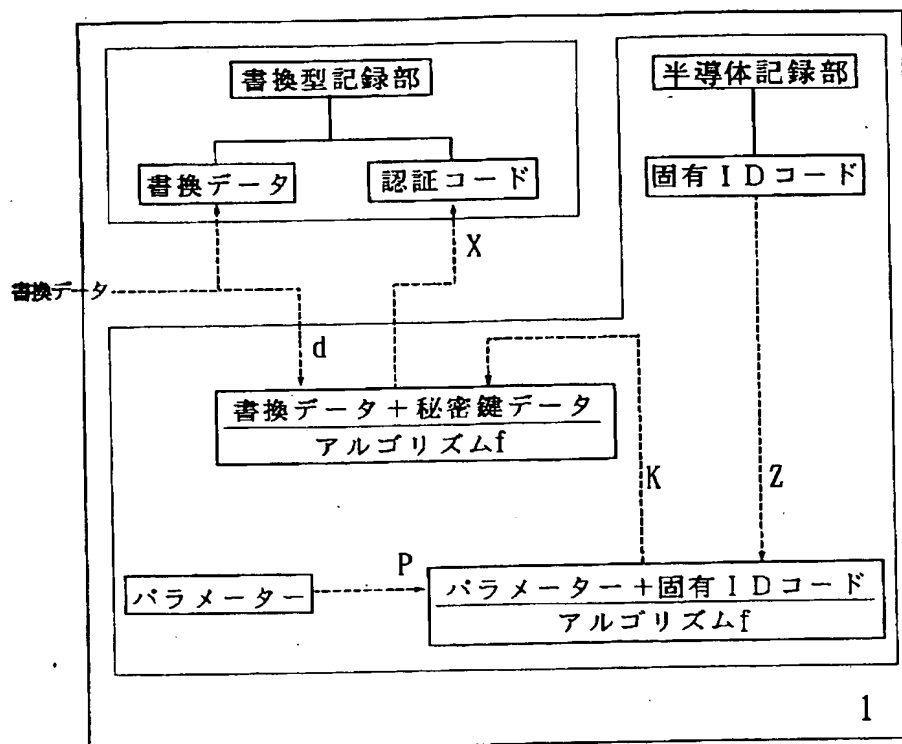 書換型記録部
半導体記録部
書換データ
認証コード
固有IDコード
X
書換データ
d
書換データ+秘密鍵データ
アルゴリズムf
K
Z
P
パラメーター
パラメーター+固有IDコード
アルゴリズムf
1